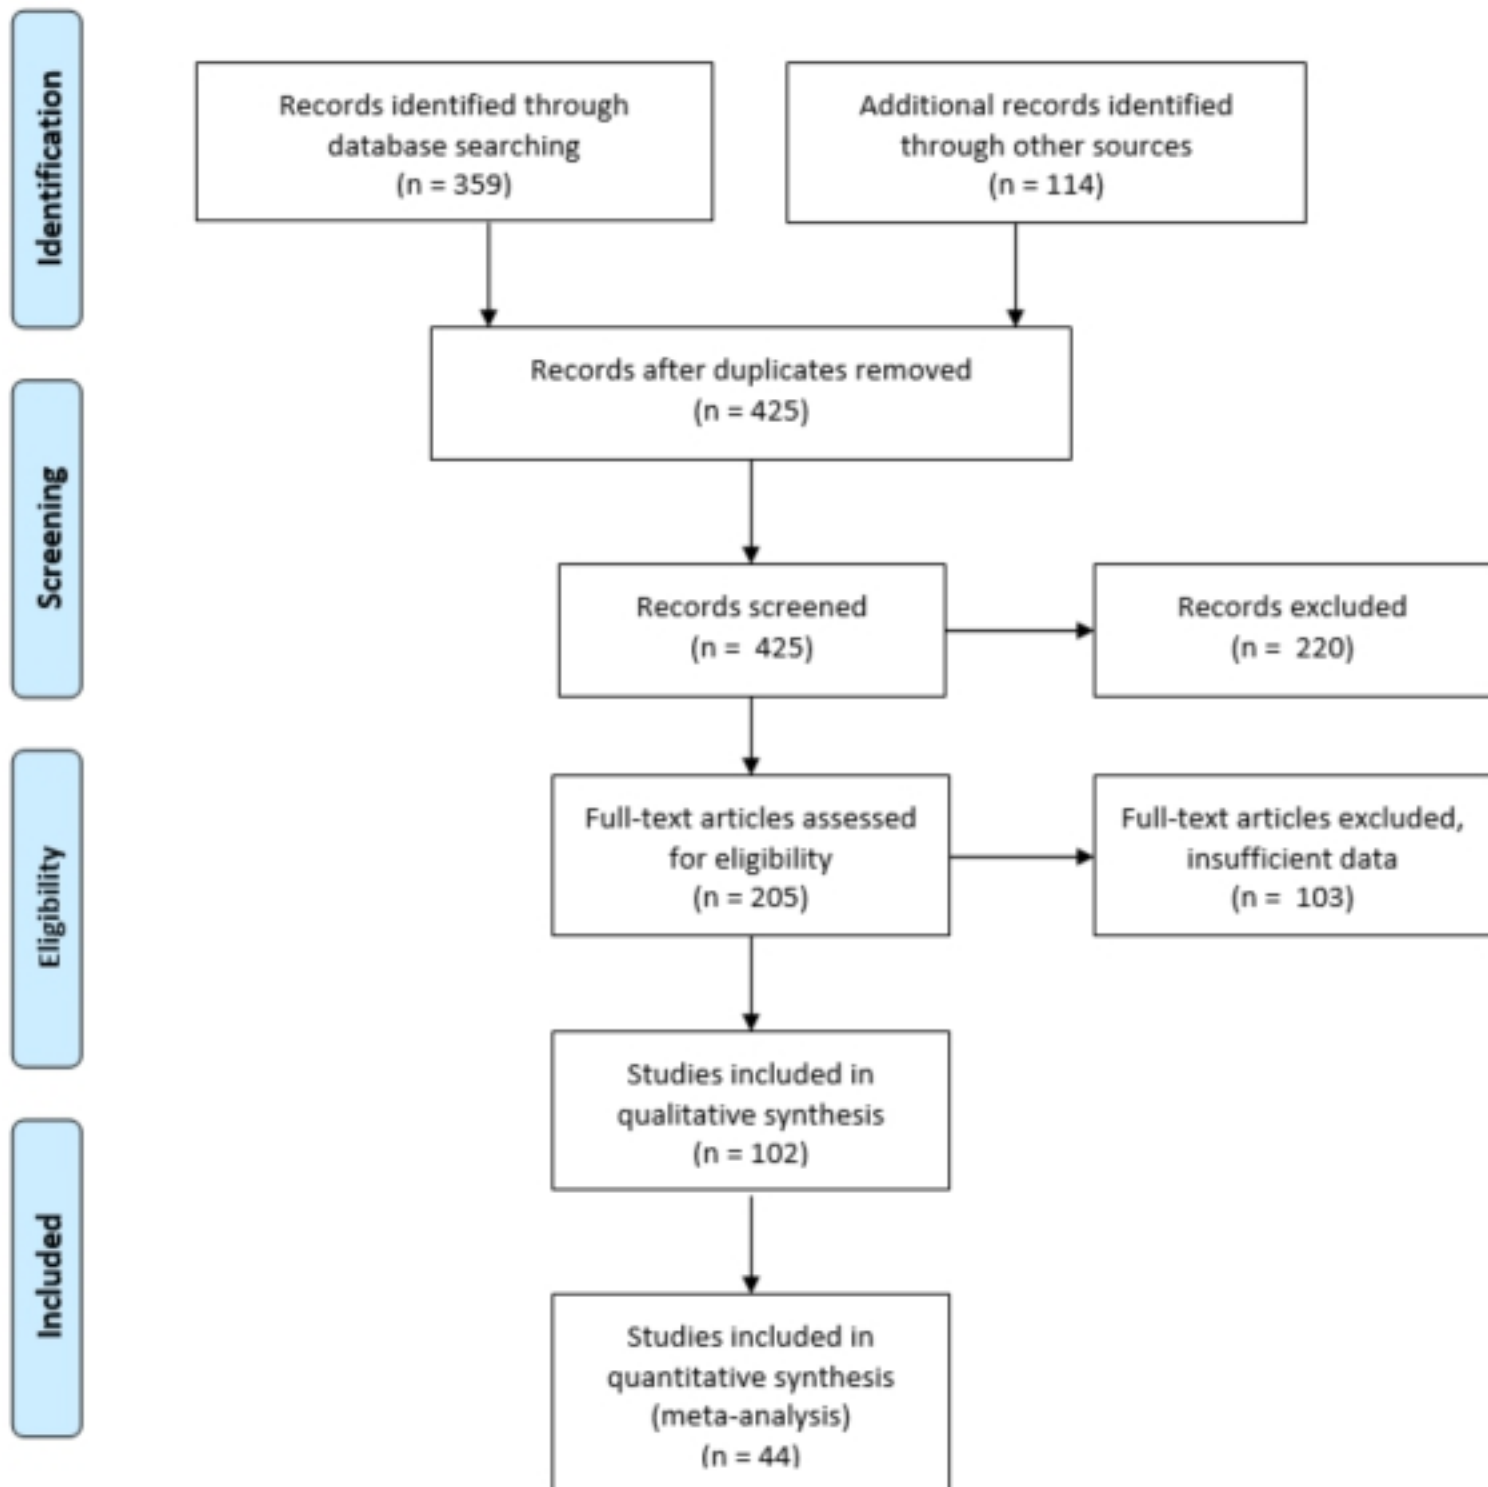 Identification
Records identified through
database searching
(n = 359)
Additional records identified
through other sources
(n = 114)
Records after duplicates removed
(n = 425)
Screening
Records screened
(n =  425)
Records excluded
(n =  220)
Eligibility
Full-text articles assessed
for eligibility
(n = 205)
Full-text articles excluded,
insufficient data
(n =  103)
Studies included in
qualitative synthesis
(n = 102)
Included
Studies included in
quantitative synthesis
(meta-analysis)
(n = 44)